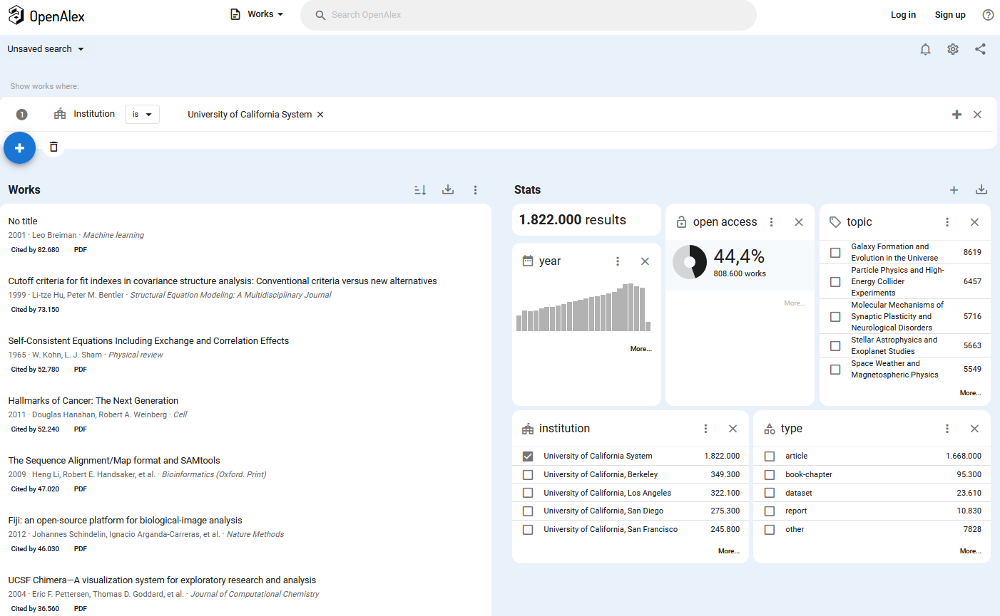 OpenAlex
Works
Search OpenAlex
Log in
Sign up
Unsaved search
Show works where:
1
Institution
is
University of California System
Works
No title
2001 · Leo Breiman · Machine learning
Cited by 82.680 PDF
Cutoff criteria for fit indexes in covariance structure analysis: Conventional criteria versus new alternatives
1999 · Li-tze Hu, Peter M. Bentler · Structural Equation Modeling: A Multidisciplinary Journal
Cited by 73.150
Self-Consistent Equations Including Exchange and Correlation Effects
1965 · W. Kohn, L. J. Sham · Physical review
Cited by 52.780 PDF
Hallmarks of Cancer: The Next Generation
2011 · Douglas Hanahan, Robert A. Weinberg · Cell
Cited by 52.240 PDF
The Sequence Alignment/Map format and SAMtools
2009 · Heng Li, Robert E. Handsaker, et al. · Bioinformatics (Oxford. Print)
Cited by 47.020 PDF
Fiji: an open-source platform for biological-image analysis
2012 · Johannes Schindelin, Ignacio Arganda-Carreras, et al. · Nature Methods
Cited by 46.030 PDF
UCSF Chimera—A visualization system for exploratory research and analysis
2004 · Eric F. Pettersen, Thomas D. Goddard, et al. · Journal of Computational Chemistry
Cited by 36.560 PDF
Stats
1.822.000 results
year
More...
open access
44,4%
808.600 works
More...
topic
Galaxy Formation and
Evolution in the Universe
8619
Particle Physics and High-
Energy Collider
Experiments
6457
Molecular Mechanisms of
Synaptic Plasticity and
Neurological Disorders
5716
Stellar Astrophysics and
Exoplanet Studies
5663
Space Weather and
Magnetospheric Physics
5549
More...
institution
University of California System 1.822.000
University of California, Berkeley 349.300
University of California, Los Angeles 322.100
University of California, San Diego 275.300
University of California, San Francisco 245.800
More...
type
article 1.668.000
book-chapter 95.300
dataset 23.610
report 10.830
other 7828
More...